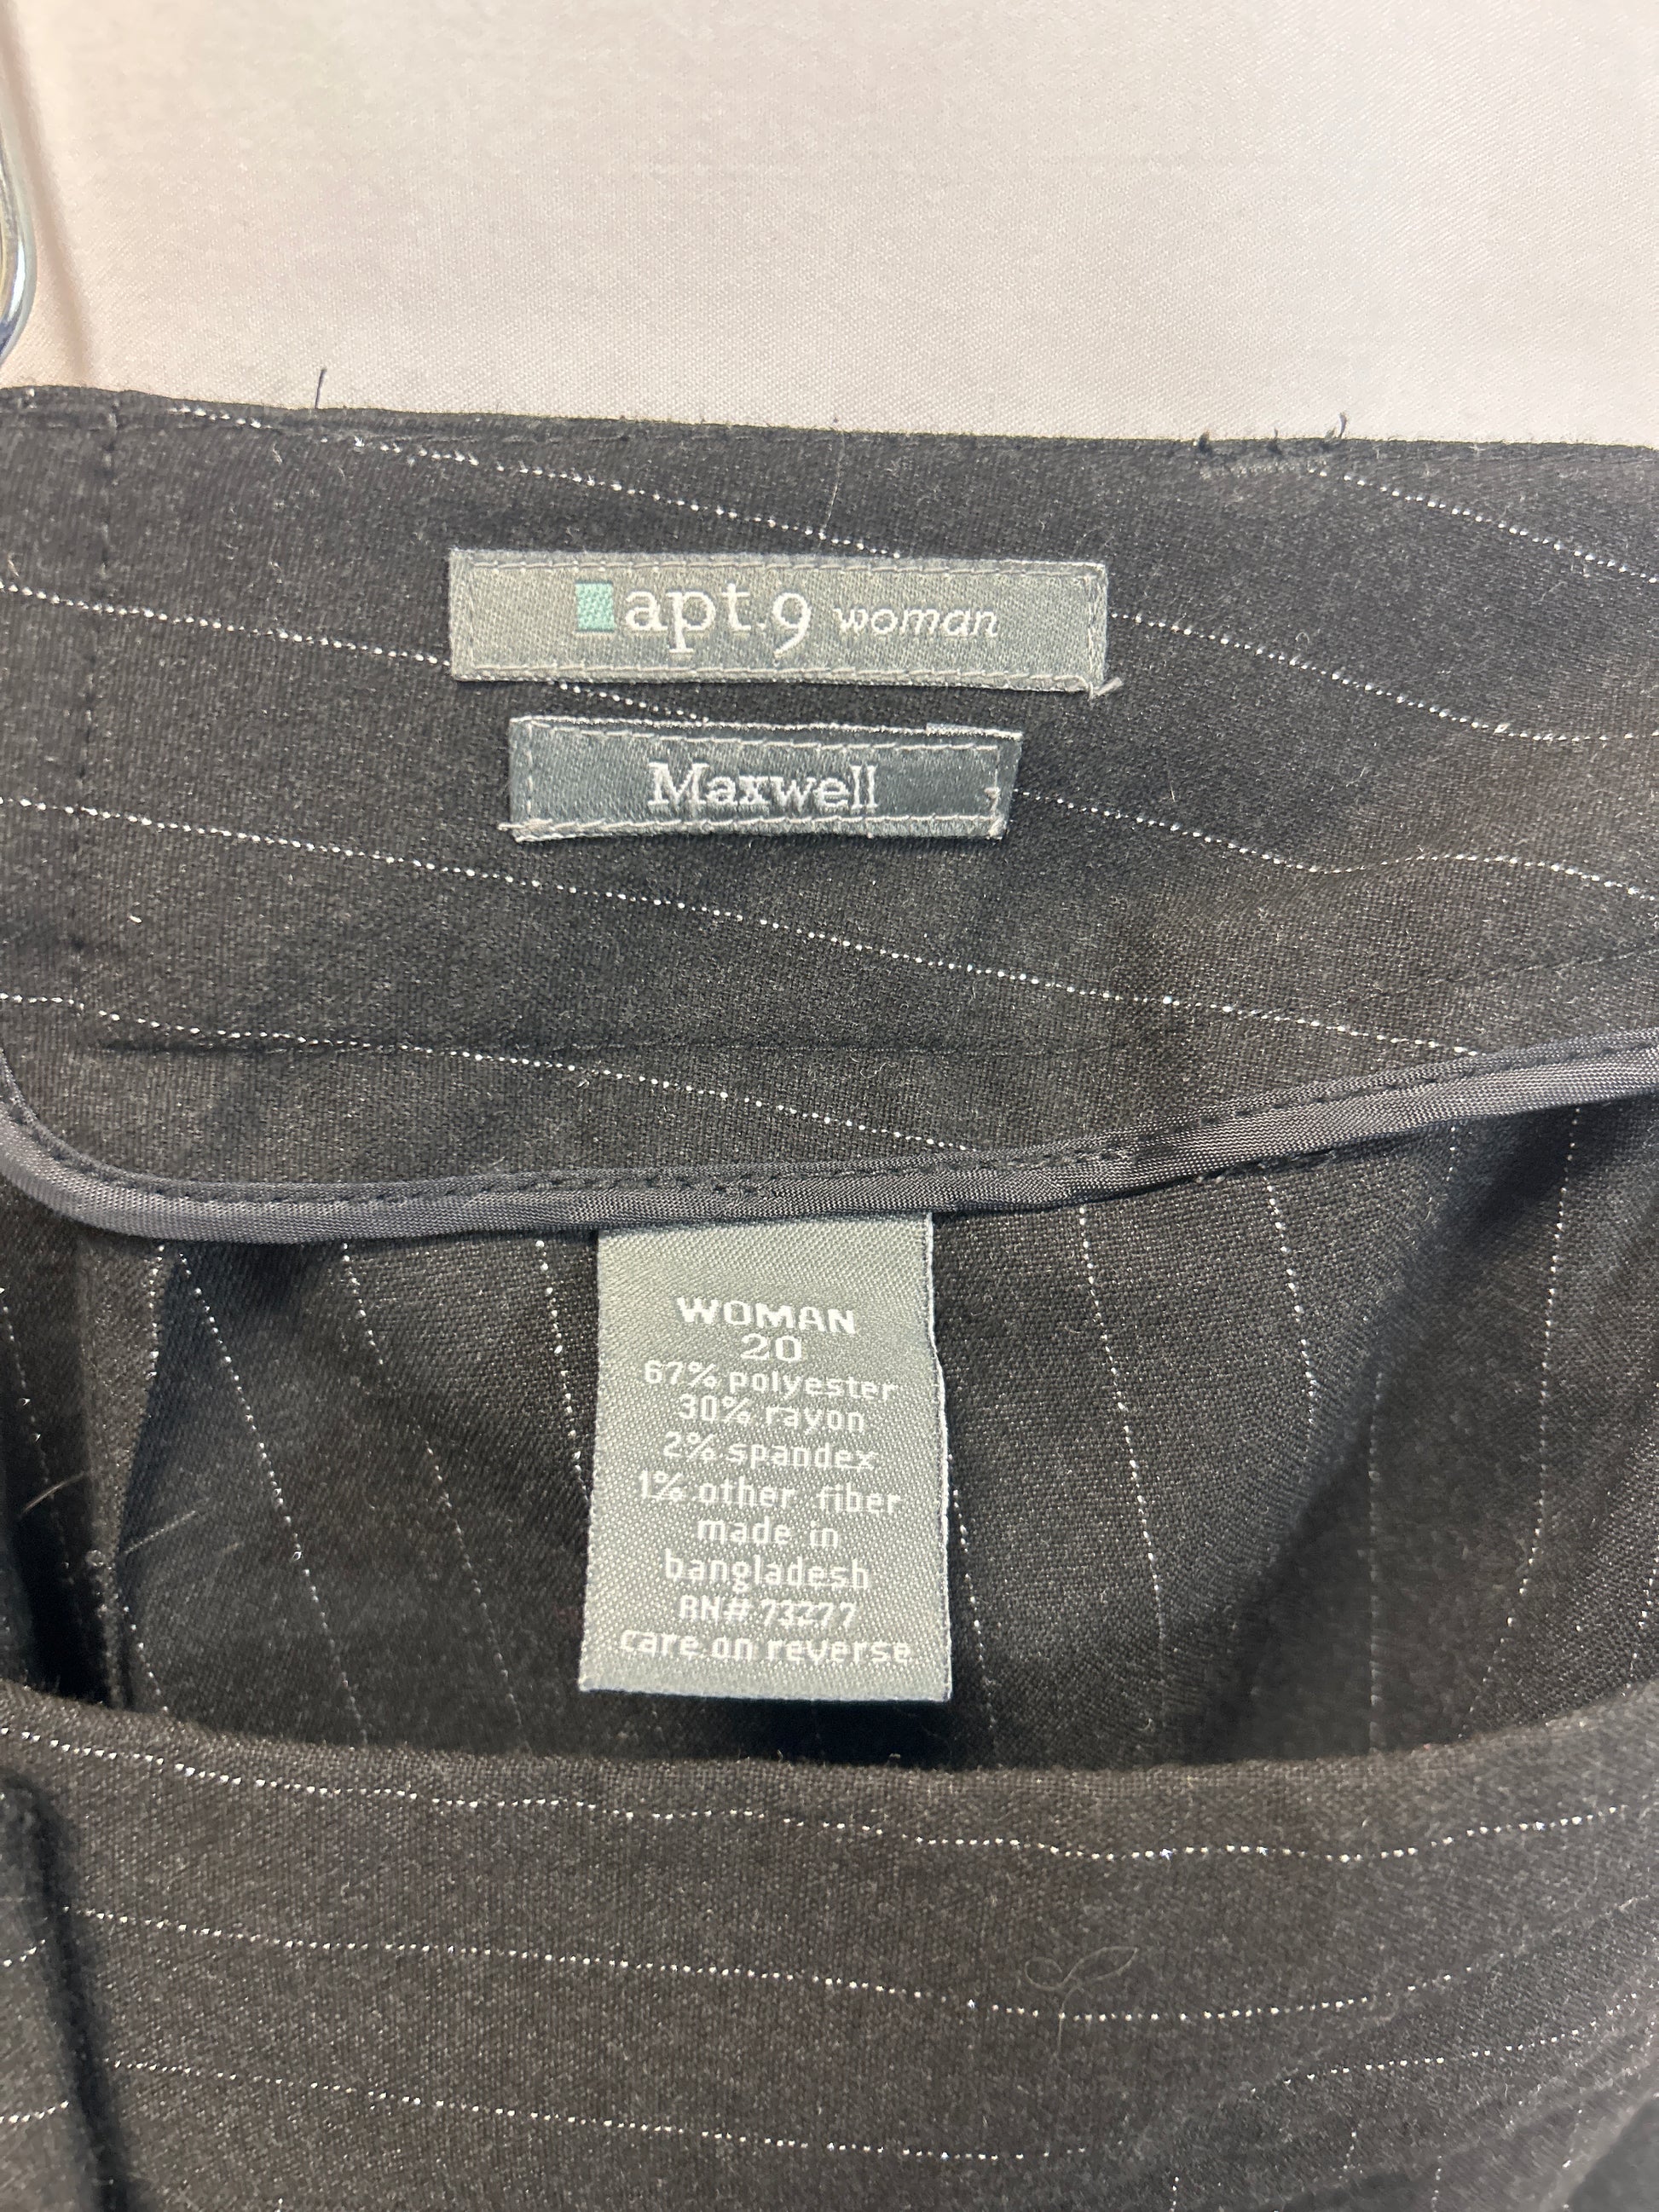 apt.9 woman
Maxwell
WOMAN
20
67% polyester
30% rayon
2% spandex
1% other fiber
made in
bangladesh
RN# 73277
care on reverse